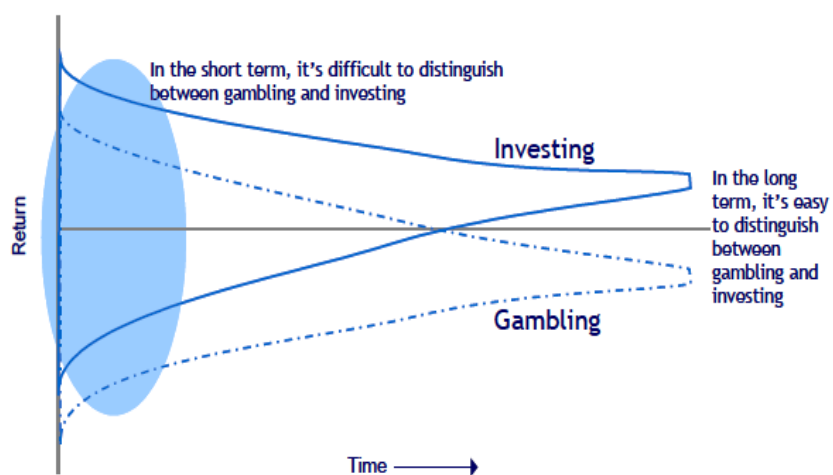 In the short term, it's difficult to distinguish
between gambling and investing
Investing
Return
In the long
term, it's easy
to distinguish
between
gambling and
investing
Gambling
Time